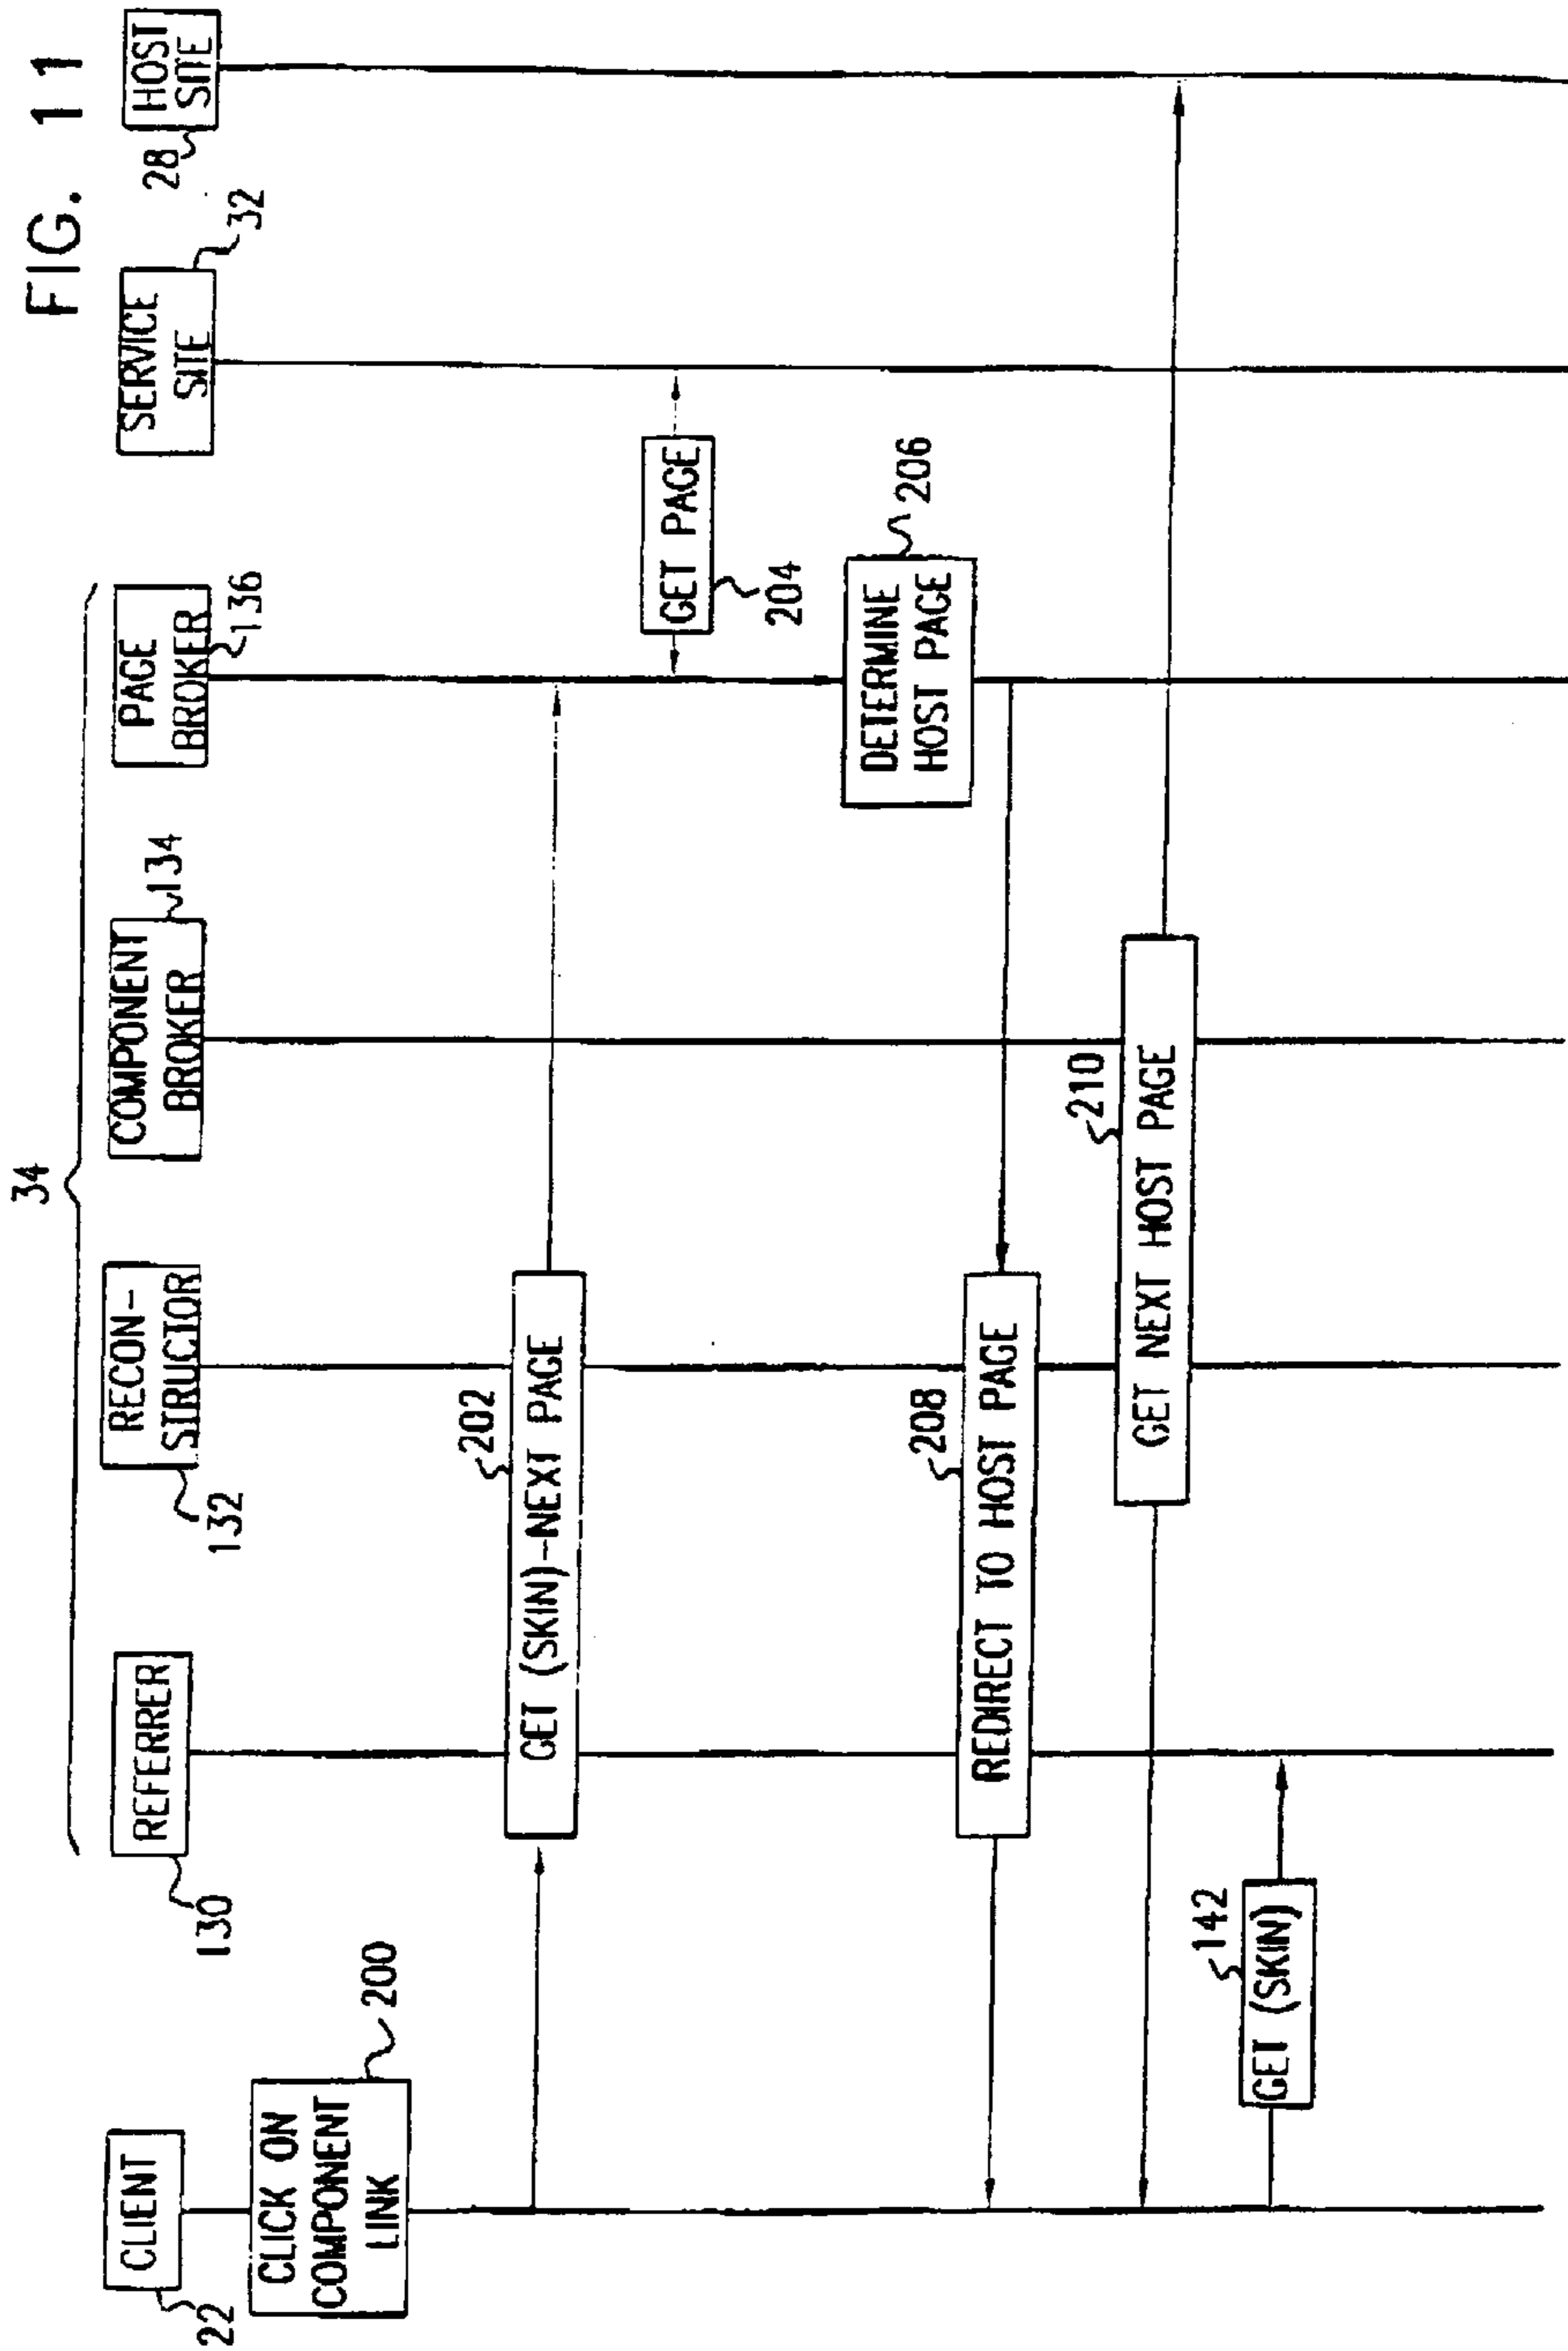 FIG. 11
34
CLIENT
22
REFERRER
130
RECON-
STRUCTOR
132
COMPONENT
BROKER
134
PAGE
BROKER
136
SERVICE
SITE
32
HOST
SITE
28
CLICK ON
COMPONENT
LINK
200
GET (SKIN)-NEXT PAGE
202
GET PAGE
204
DETERMINE
HOST PAGE
206
REDIRECT TO HOST PAGE
208
GET NEXT HOST PAGE
210
GET (SKIN)
142